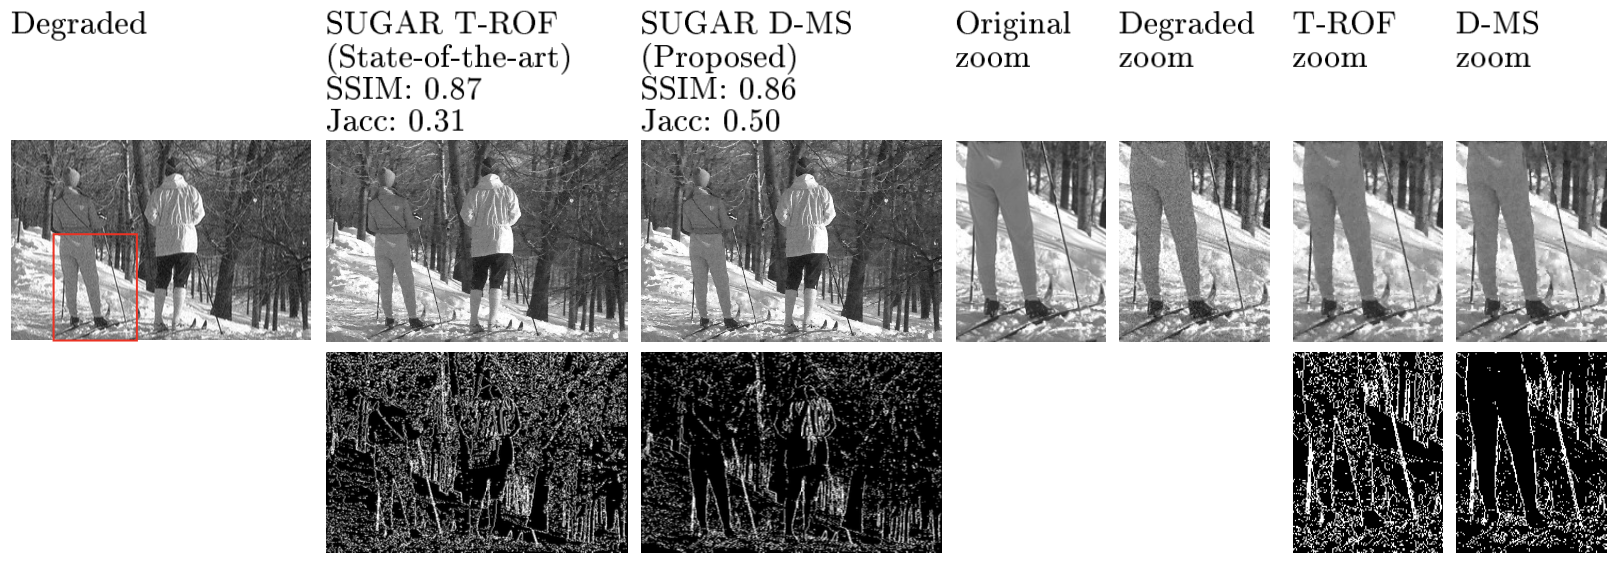 Degraded
SUGAR T-ROF
(State-of-the-art)
SSIM: 0.87
Jacc: 0.31
SUGAR D-MS
(Proposed)
SSIM: 0.86
Jacc: 0.50
Original
zoom
Degraded
zoom
T-ROF
zoom
D-MS
zoom